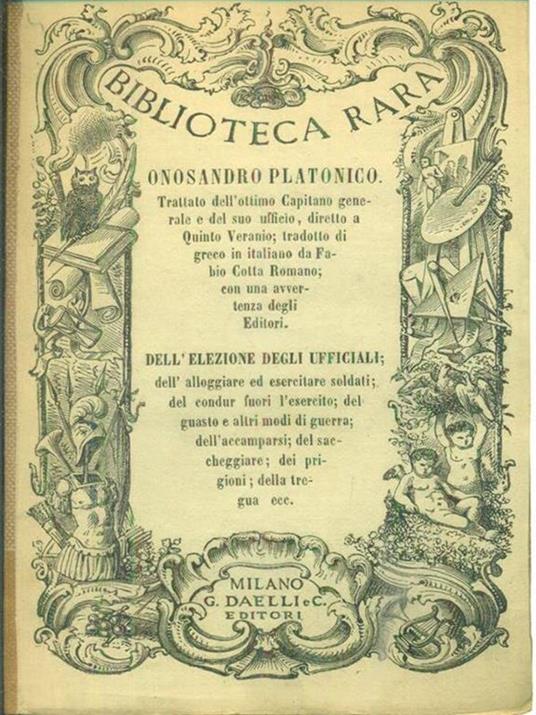 BIBLIOTECA RARA
ONOSANDRO PLATONICO.
Trattato dell'ottimo Capitano gene-
rale e del suo uffìcio, diretto a
Quinto Veranio; tradotto di
greco in italiano da Fa-
bio Cotta Romano;
con una avver-
tenza degli
Editori.
DELL'ELEZIONE DEGLI UFFICIALI;
dell' alloggiare ed esercitare soldati;
del condur fuori l'esercito; del
guasto e altri modi di guerra;
dell'accamparsi; del sac-
cheggiare; dei pri-
gioni; della tre-
gua ecc.
MILANO
G. DAELLI e C.
EDITORI